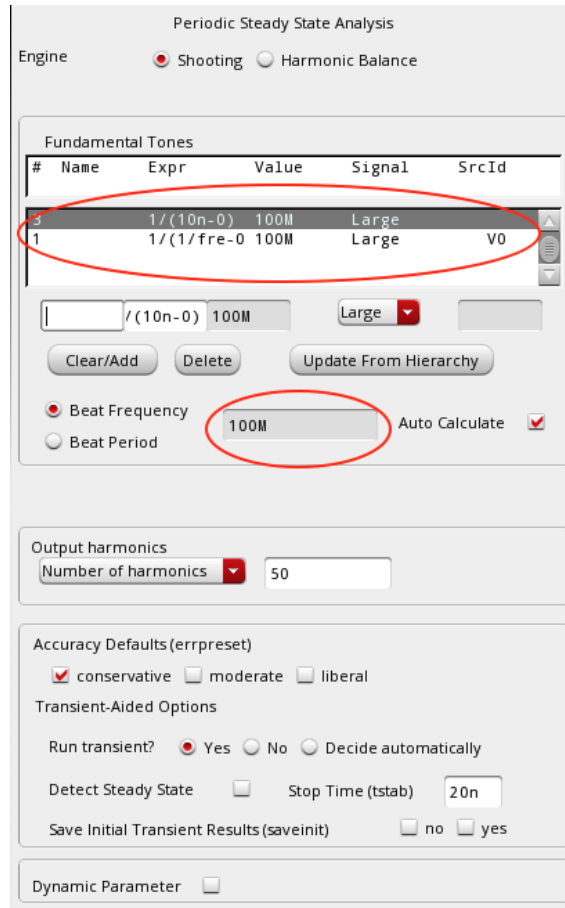 Periodic Steady State Analysis
Engine Shooting Harmonic Balance
Fundamental Tones
# Name Expr Value Signal SrcId
3 1/(10n-0) 100M Large
1 1/(1/fre-0 100M Large V0
/(10n-0) 100M Large
Clear/Add Delete Update From Hierarchy
Beat Frequency 100M Auto Calculate
Beat Period
Output harmonics
Number of harmonics 50
Accuracy Defaults (errpreset)
conservative moderate liberal
Transient-Aided Options
Run transient? Yes No Decide automatically
Detect Steady State Stop Time (tstab) 20n
Save Initial Transient Results (saveinit) no yes
Dynamic Parameter